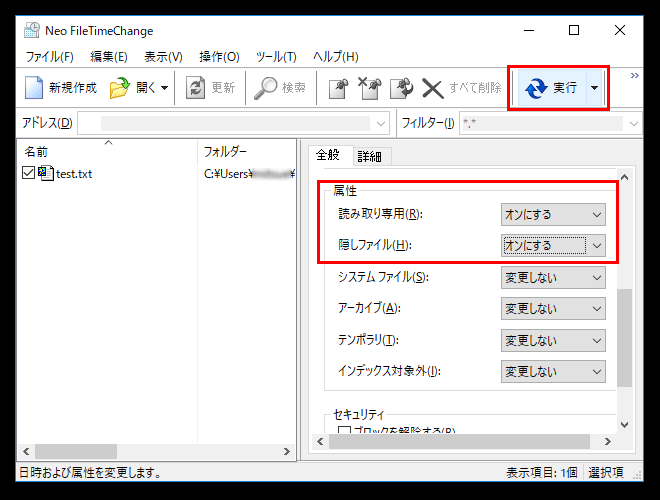 Neo FileTimeChange
ファイル(F) 編集(E) 表示(V) 操作(O) ツール(T) ヘルプ(H)
新規作成 開く 更新 検索 すべて削除 実行 »
アドレス(D) フィルター(I) *.*
名前 フォルダー
test.txt C:¥Users¥ ¥
全般 詳細
属性
読み取り専用(R): オンにする
隠しファイル(H): オンにする
システム ファイル(S): 変更しない
アーカイブ(A): 変更しない
テンポラリ(T): 変更しない
インデックス対象外(I): 変更しない
セキュリティ
ブロックを解除する(B)
日時および属性を変更します。 表示項目: 1個 選択項